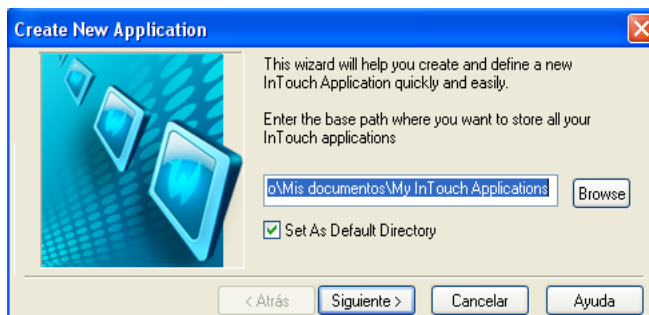 Create New Application
This wizard will help you create and define a new
InTouch Application quickly and easily.
Enter the base path where you want to store all your
InTouch applications
o\Mis documentos\My InTouch Applications
Browse
Set As Default Directory
< Atrás
Siguiente >
Cancelar
Ayuda